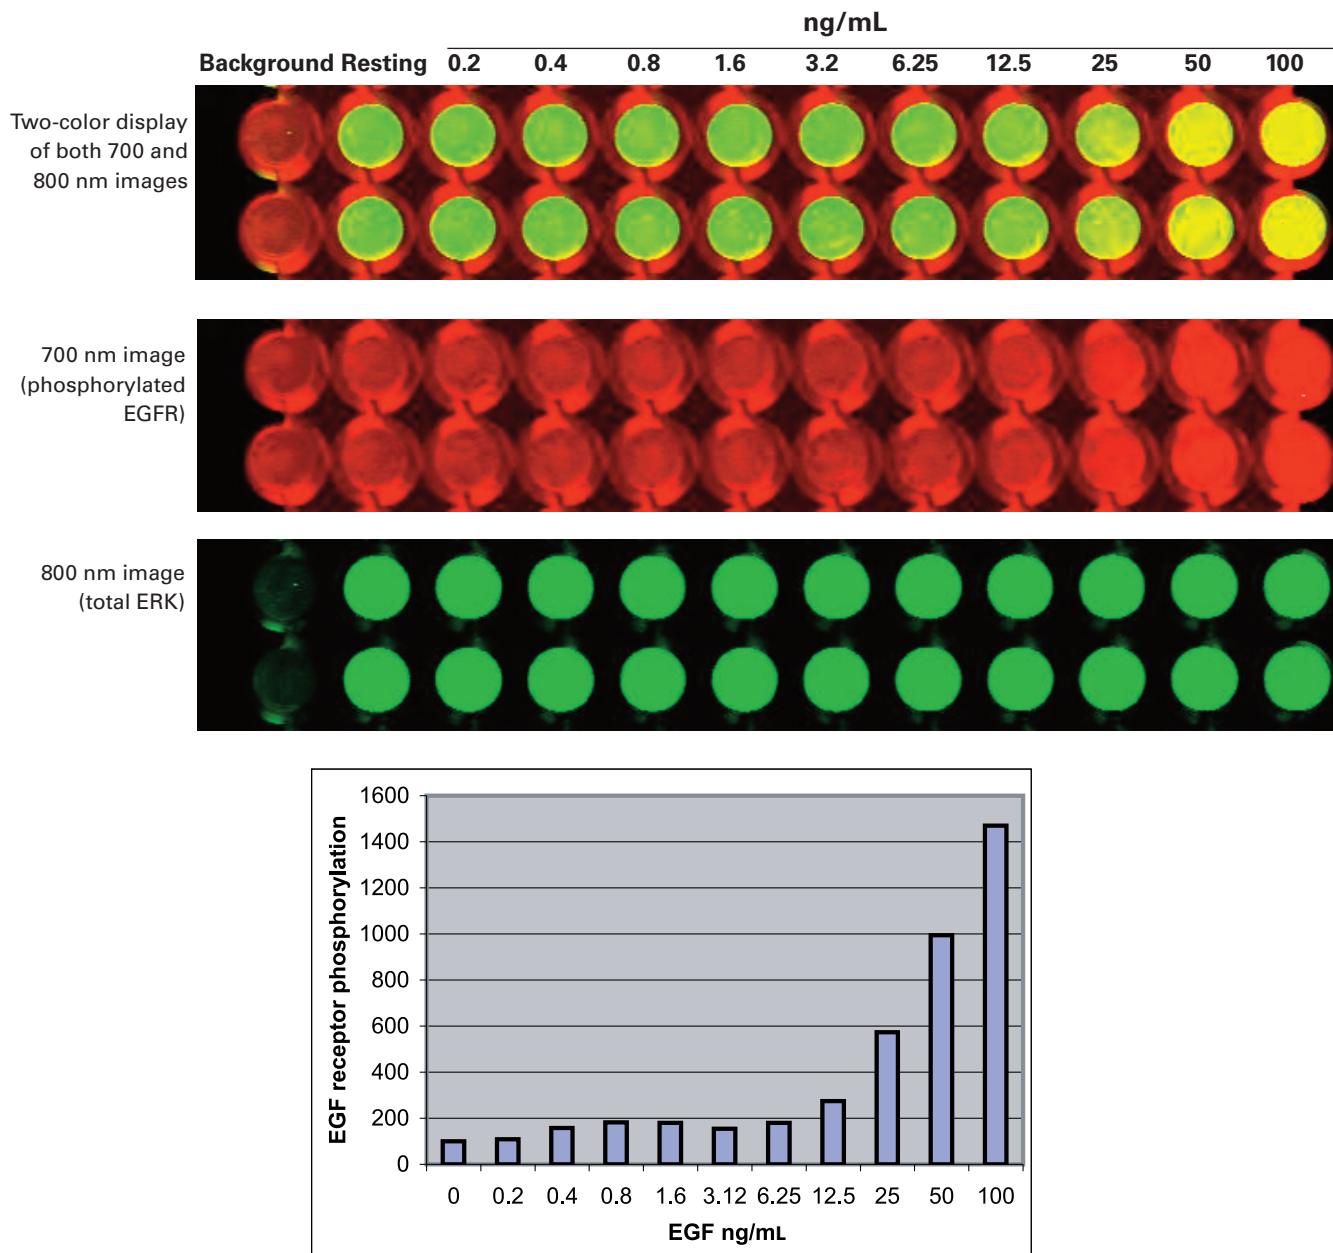 ng/mL
Background Resting 0.2 0.4 0.8 1.6 3.2 6.25 12.5 25 50 100
Two-color display
of both 700 and
800 nm images
700 nm image
(phosphorylated
EGFR)
800 nm image
(total ERK)
EGF receptor phosphorylation
1600
1400
1200
1000
800
600
400
200
0
0 0.2 0.4 0.8 1.6 3.12 6.25 12.5 25 50 100
EGF ng/mL